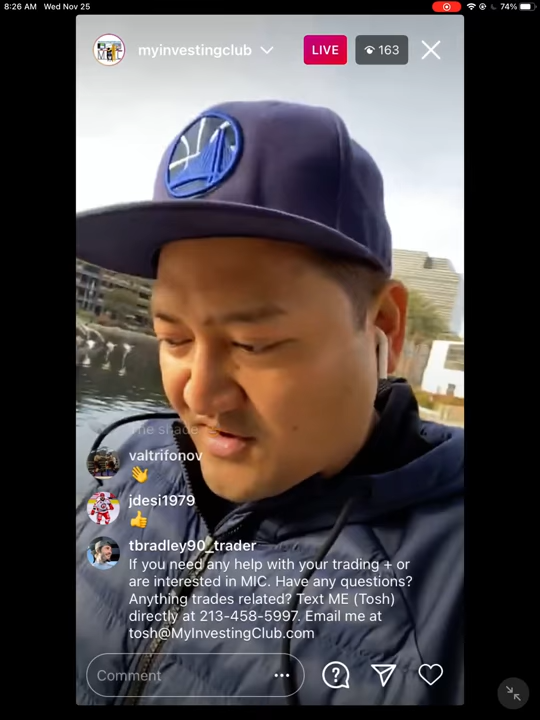 8:26 AM Wed Nov 25
74%
myinvestingclub
LIVE
163
The shade
valtrifonov
👋
jdesi1979
👍
tbradley90_trader
If you need any help with your trading + or
are interested in MIC. Have any questions?
Anything trades related? Text ME (Tosh)
directly at 213-458-5997. Email me at
tosh@MyInvestingClub.com
Comment